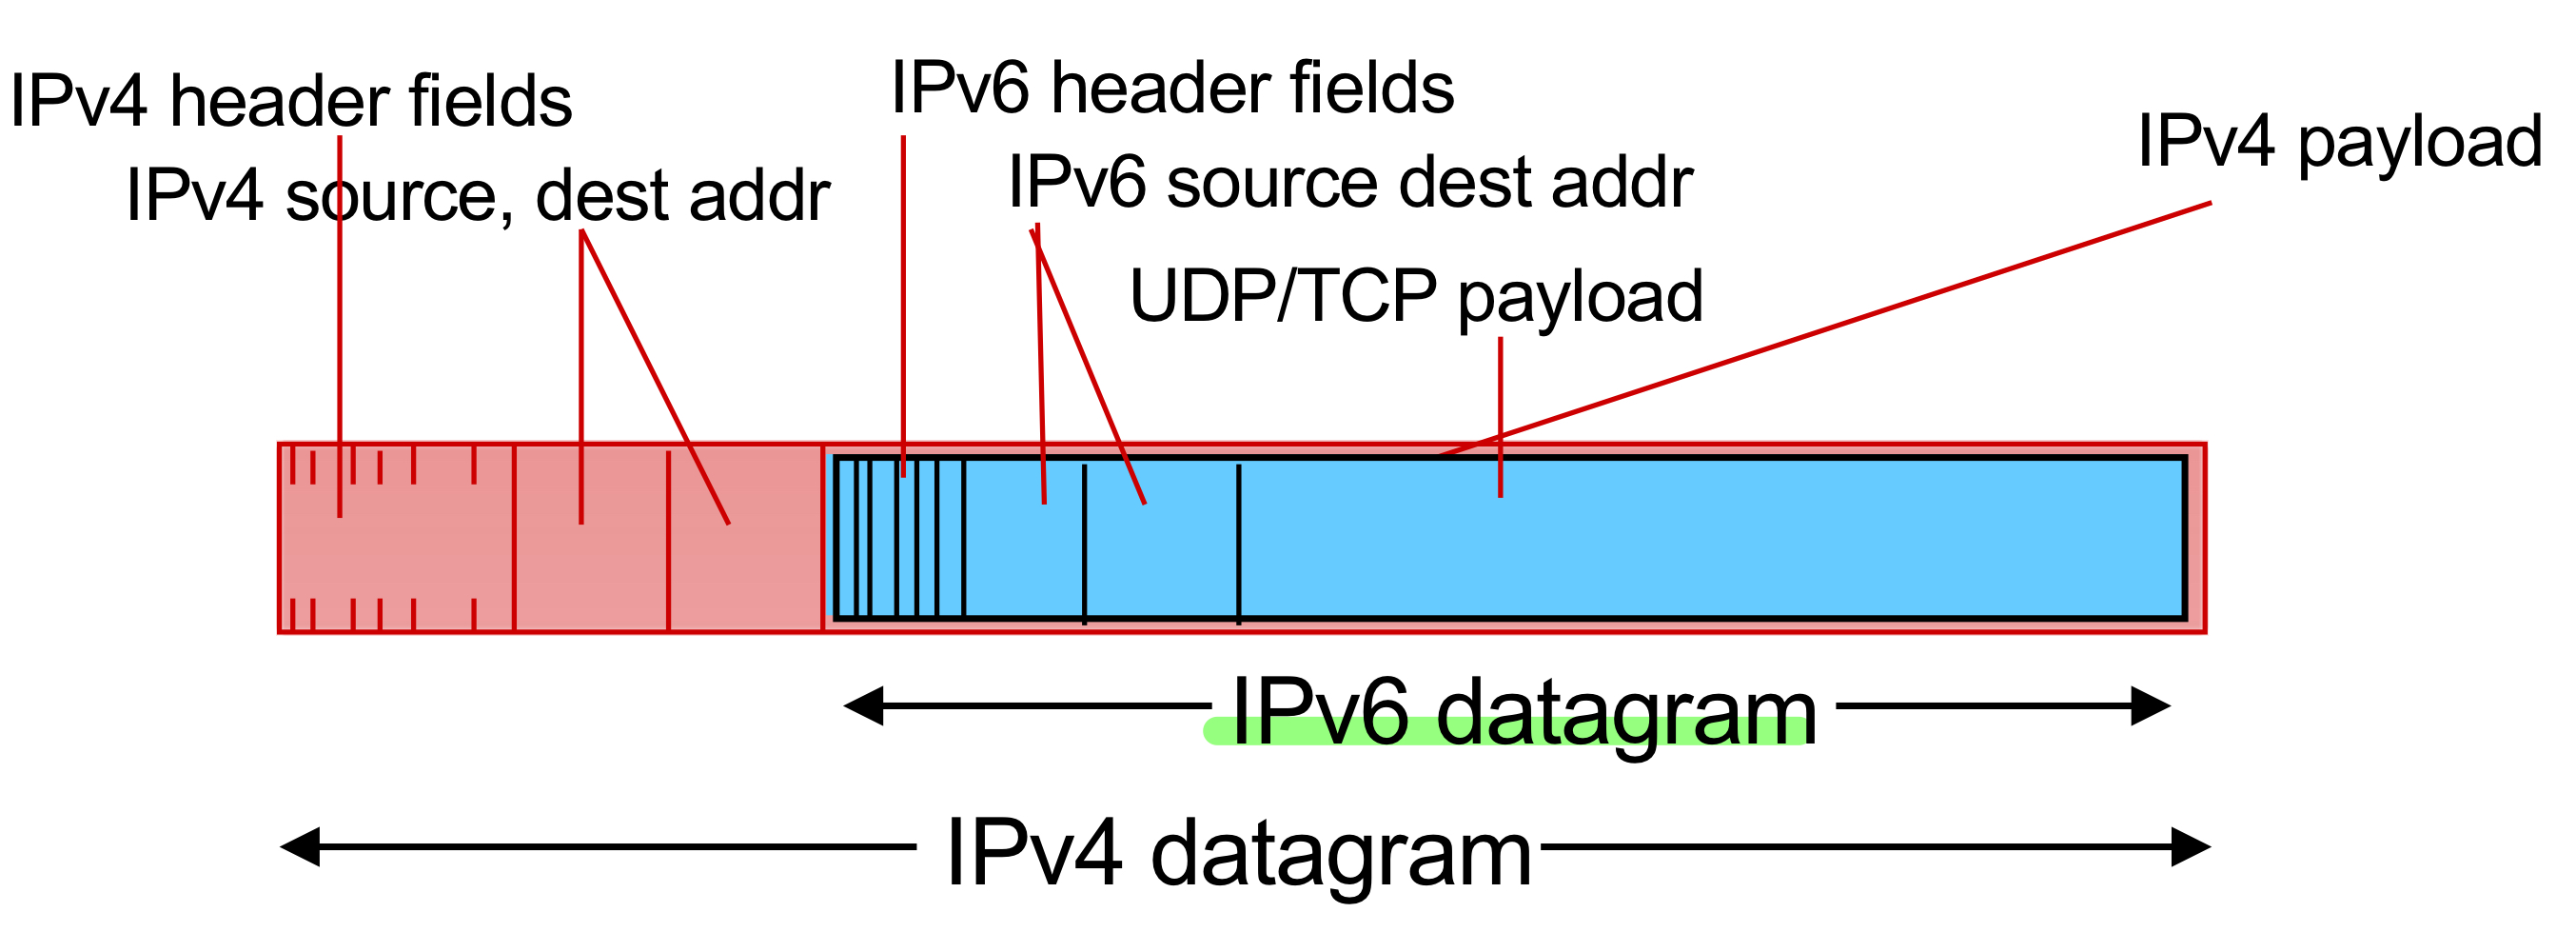 IPv4 header fields
IPv4 source, dest addr
IPv6 header fields
IPv6 source dest addr
UDP/TCP payload
IPv4 payload
IPv6 datagram
IPv4 datagram